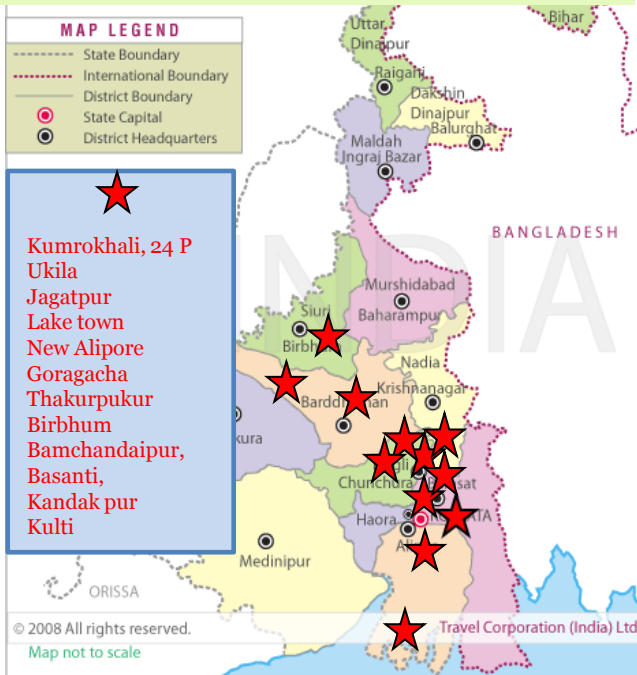 MAP LEGEND
State Boundary
International Boundary
District Boundary
State Capital
District Headquarters
Kumrokhali, 24 P
Ukila
Jagatpur
Lake town
New Alipore
Goragacha
Thakurpukur
Birbhum
Bamchandaipur,
Basanti,
Kandak pur
Kulti
Bihar
Uttar
Dinajpur
Raiganj
Dakshin
Dinajpur
Balurghat
Maldah
Ingraj Bazar
BANGLADESH
INDIA
Murshidabad
Baharampur
Siuri
Nadia
Krishnanagar
Chunchura
Haora
Medinipur
ORISSA
© 2008 All rights reserved.
Travel Corporation (India) Ltd
Map not to scale